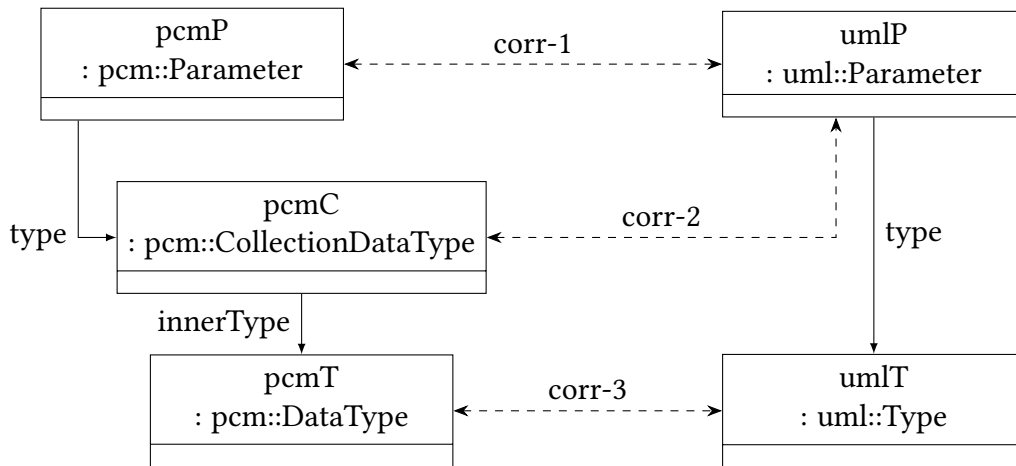 pcmP
: pcm::Parameter
corr-1
umlP
: uml::Parameter
type
pcmC
: pcm::CollectionDataType
corr-2
type
innerType
pcmT
: pcm::DataType
corr-3
umlT
: uml::Type